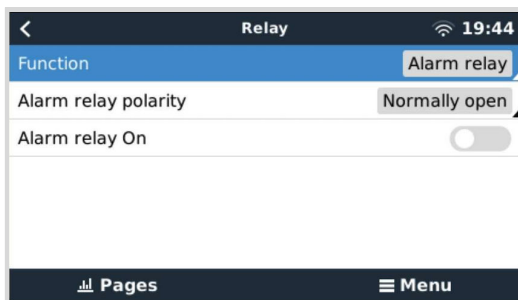 Relay 19:44
Function Alarm relay
Alarm relay polarity Normally open
Alarm relay On
Pages Menu